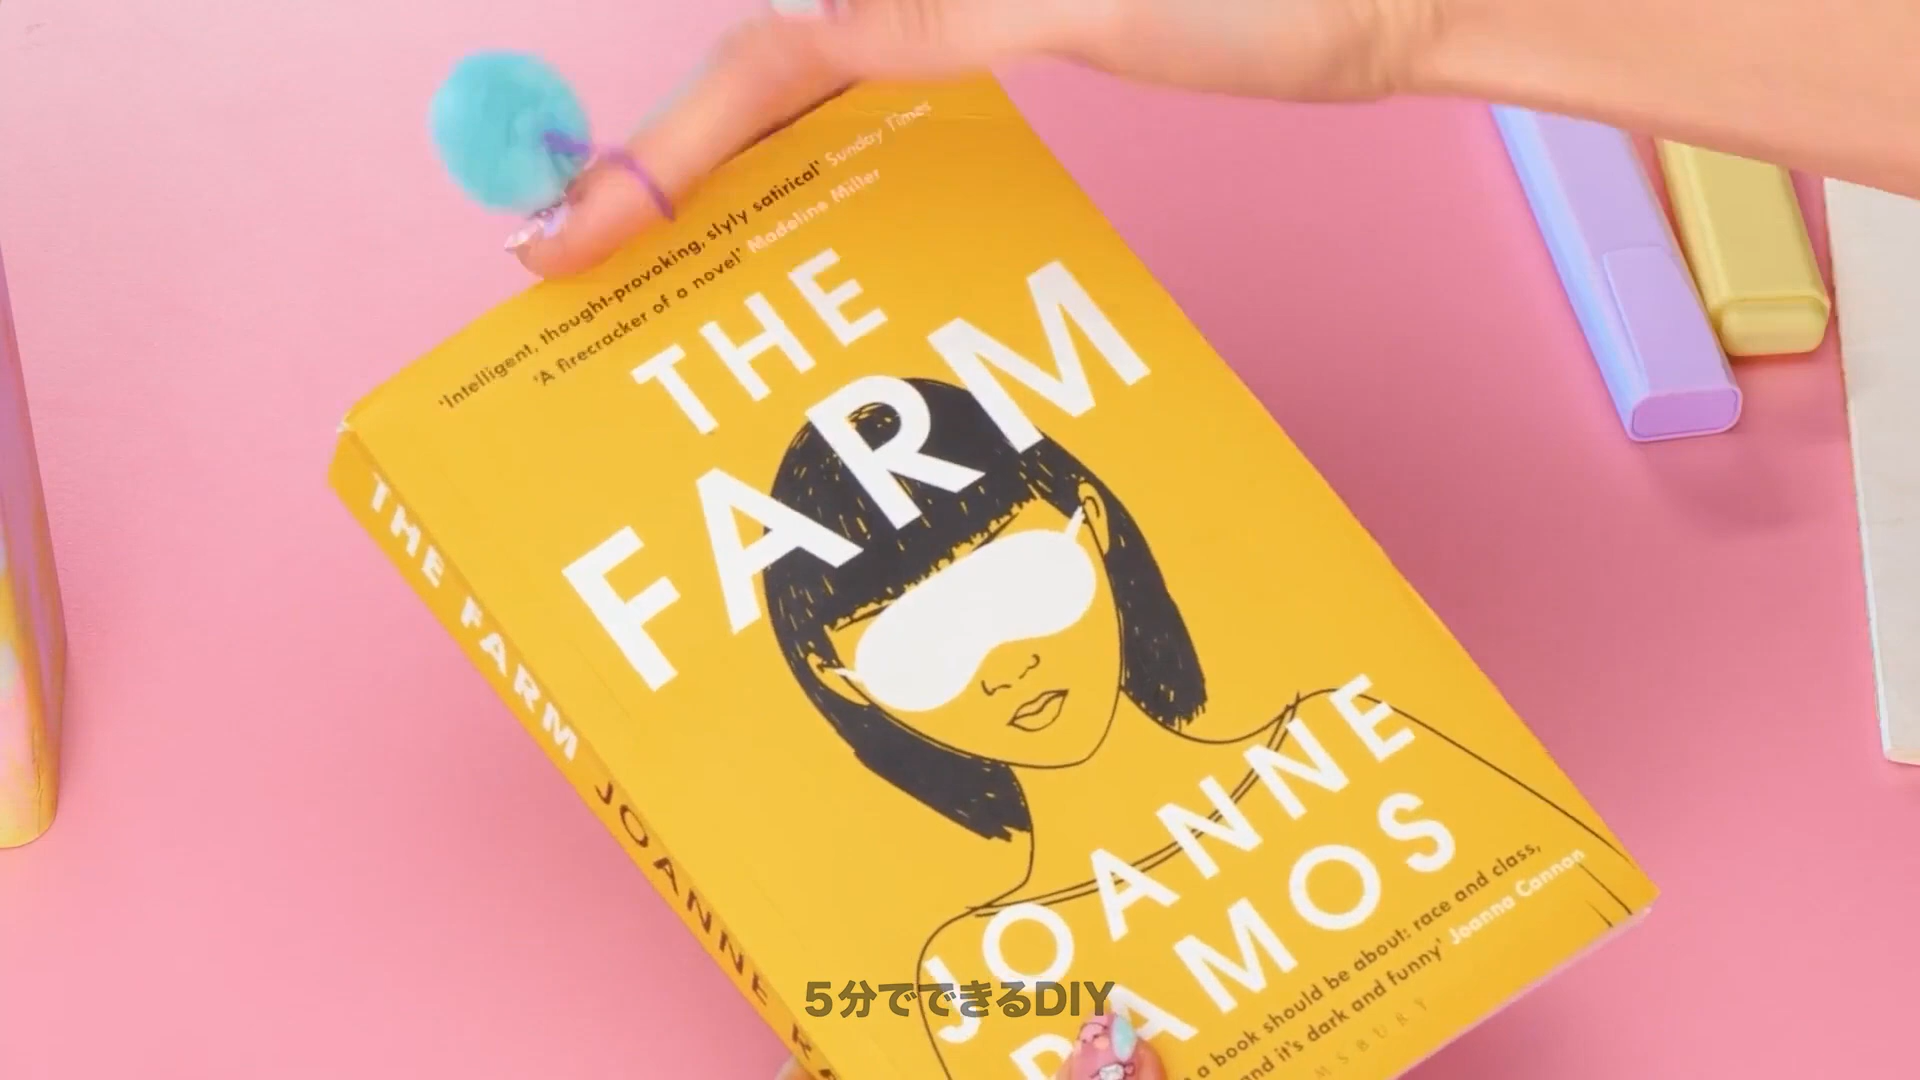 'Intelligent, thought-provoking, slyly satirical' Sunday Times
'A firecracker of a novel' Madeline Miller
THE
FARM
JOANNE
RAMOS
a book should be about: race and class,
and it's dark and funny' Joanna Cannon
MSBURY
THE FARM JOANNE
5分でできるDIY